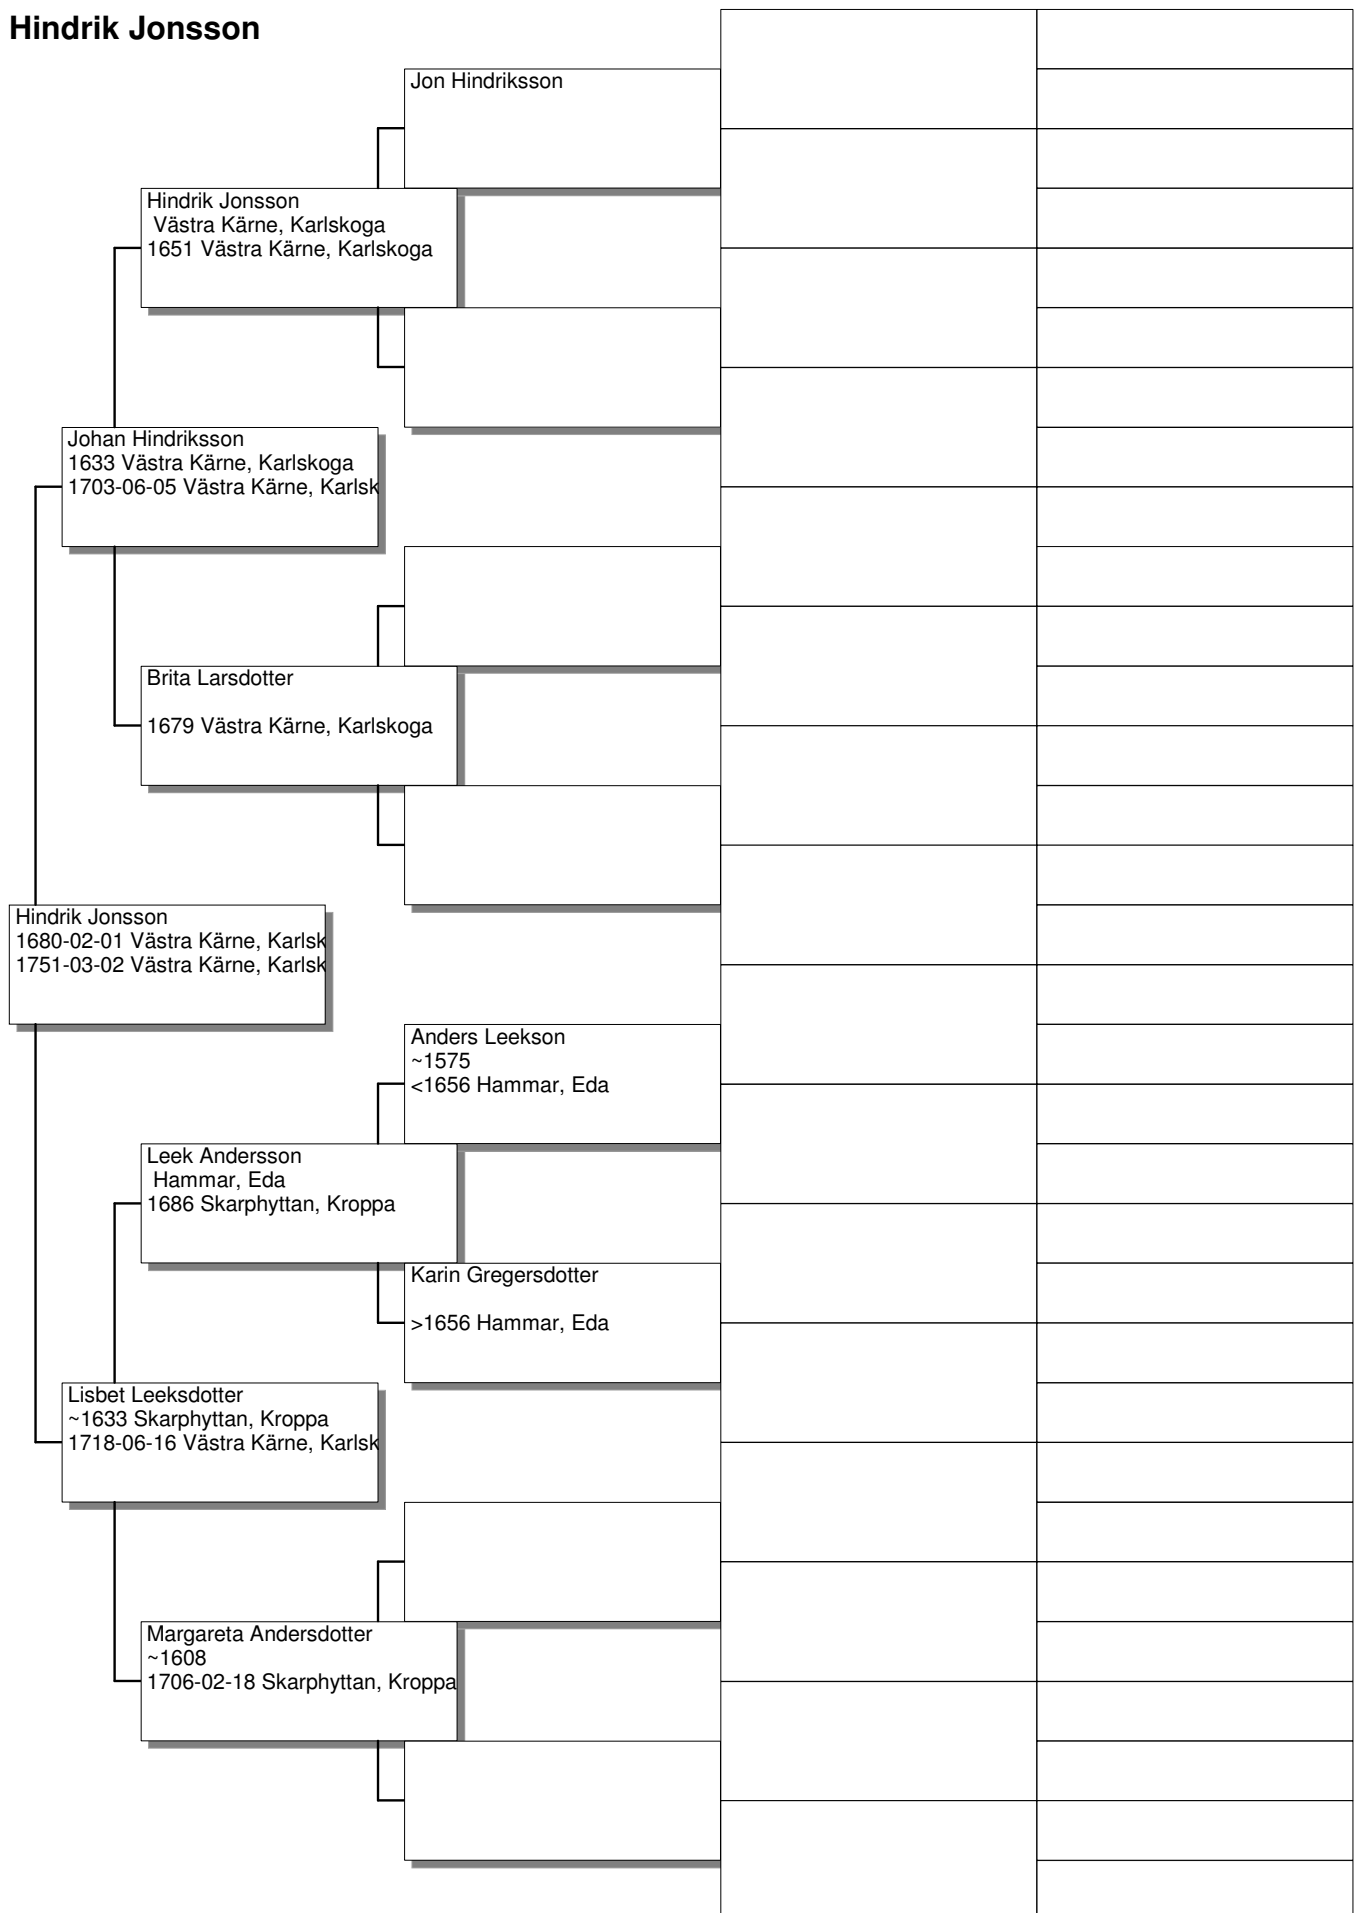 Hindrik Jonsson
Jon Hindriksson
Hindrik Jonsson
Västra Kärne, Karlskoga
1651 Västra Kärne, Karlskoga
Johan Hindriksson
1633 Västra Kärne, Karlskoga
1703-06-05 Västra Kärne, Karlsk
Brita Larsdotter
1679 Västra Kärne, Karlskoga
Hindrik Jonsson
1680-02-01 Västra Kärne, Karlsk
1751-03-02 Västra Kärne, Karlsk
Anders Leekson
~1575
<1656 Hammar, Eda
Leek Andersson
Hammar, Eda
1686 Skarphyttan, Kroppa
Karin Gregersdotter
>1656 Hammar, Eda
Lisbet Leeksdotter
~1633 Skarphyttan, Kroppa
1718-06-16 Västra Kärne, Karlsk
Margareta Andersdotter
~1608
1706-02-18 Skarphyttan, Kroppa